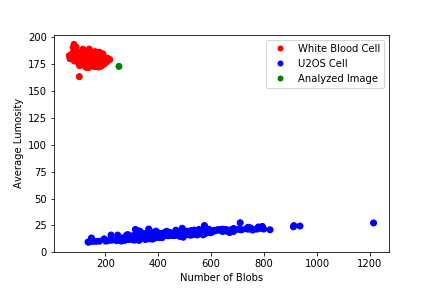 200
175
150
125
100
75
50
25
0
Average Lumosity
White Blood Cell
U2OS Cell
Analyzed Image
200 400 600 800 1000 1200
Number of Blobs